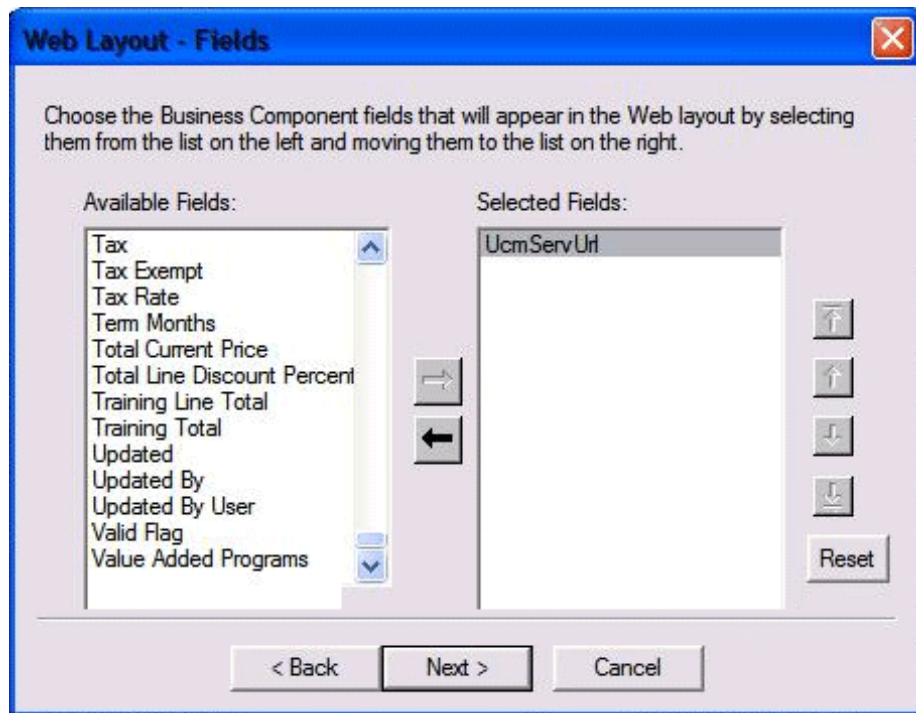 Web Layout - Fields
Choose the Business Component fields that will appear in the Web layout by selecting
them from the list on the left and moving them to the list on the right.
Available Fields:
Tax
Tax Exempt
Tax Rate
Term Months
Total Current Price
Total Line Discount Percent
Training Line Total
Training Total
Updated
Updated By
Updated By User
Valid Flag
Value Added Programs
Selected Fields:
UcmServUrl
Reset
< Back
Next >
Cancel